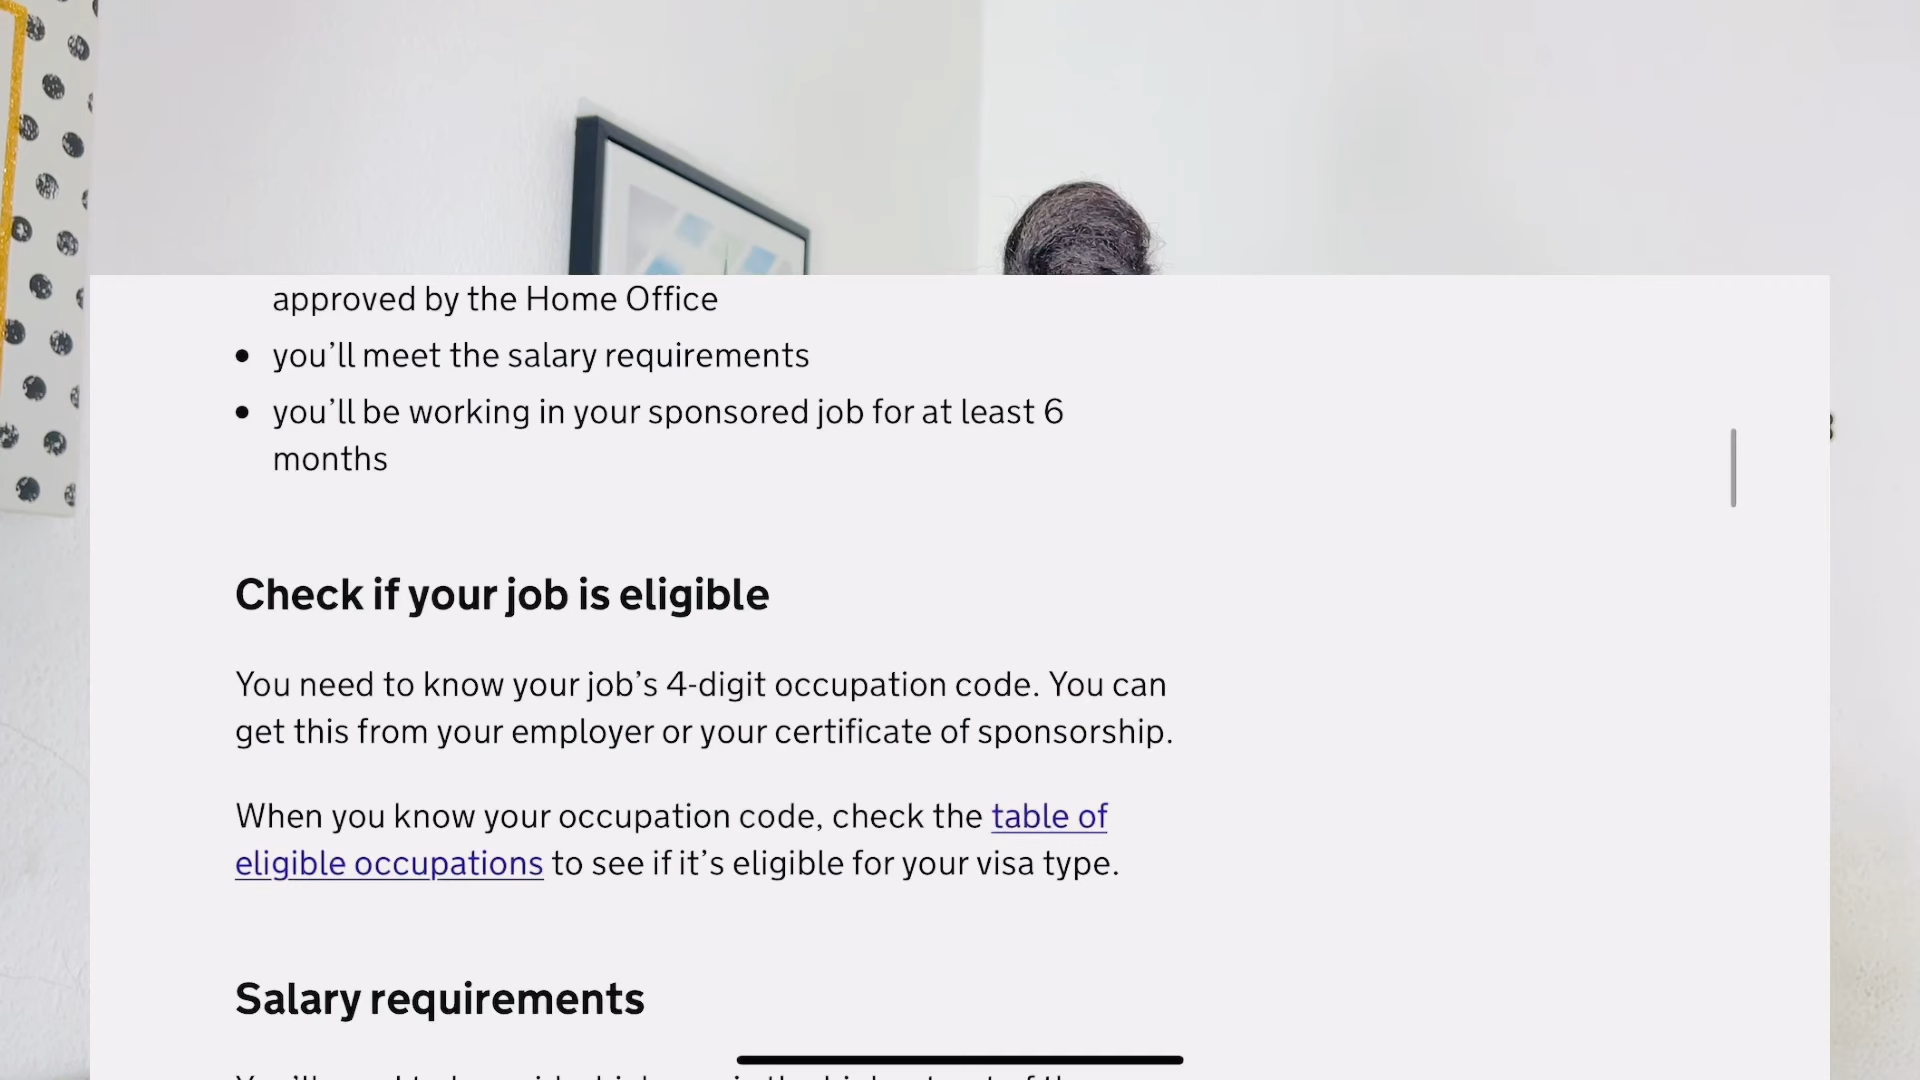 approved by the Home Office
• you’ll meet the salary requirements
• you’ll be working in your sponsored job for at least 6
months
Check if your job is eligible
You need to know your job’s 4-digit occupation code. You can
get this from your employer or your certificate of sponsorship.
When you know your occupation code, check the table of
eligible occupations to see if it’s eligible for your visa type.
Salary requirements